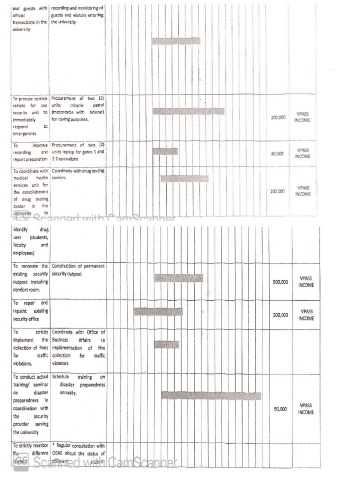 and guests with
official
transactions in the
university
recording and monitoring of
guests and visitors entering
the university
To procure service
vehicle for use
security unit to
immediately
respond to
emergencies
Procurement of two (2)
units tricycle patrol
(motorcycle with sidecar)
for roving purposes.
200,000
VPASS
INCOME
To improve
recording and
report preparation
Procurement of two (2)
units laptop for gates 1 and
2 operations
80,000
VPASS
INCOME
To coordinate with
medical health
services unit for
the establishment
of drug testing
center in the
university to
Coordinate with drug testing
centers
200,000
VPASS
INCOME
Scanned with CamScanner
identify drug
user (students,
faculty and
employees)
To renovate the
existing security
outpost including
comfort room.
Construction of permanent
security outpost
500,000
VPASS
INCOME
To repair and
repaint existing
security office
200,000
VPASS
INCOME
To strictly
implement the
collection of fines
for traffic
violations.
Coordinate with Office of
Business Affairs re
implementation of fine
collection for traffic
violators
To conduct actual
training/ seminar
on disaster
preparedness in
coordination with
the security
provider serving
the university
Schedule training on
disaster preparedness
annually.
50,000
VPASS
INCOME
To strictly monitor
the different
* Regular consultation with
OSAS about the status of
different
Scanned with CamScanner